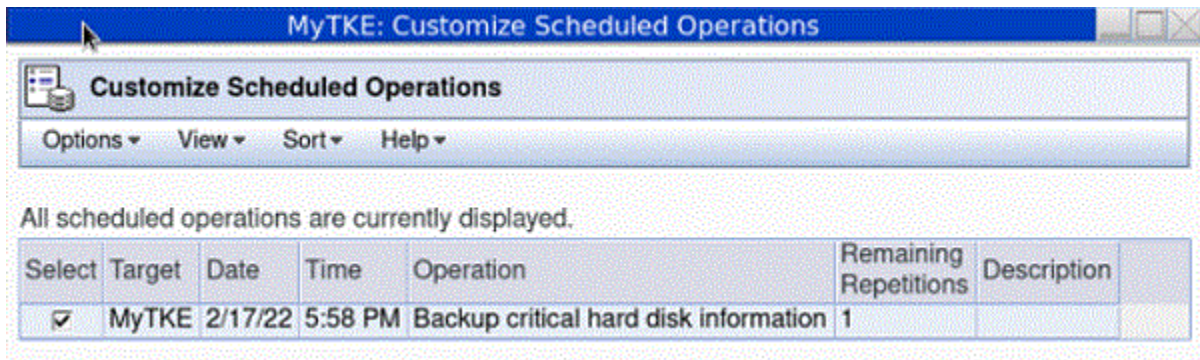 MyTKE: Customize Scheduled Operations
Customize Scheduled Operations
Options View Sort Help
All scheduled operations are currently displayed.
Select Target Date Time Operation Remaining Repetitions Description
MyTKE 2/17/22 5:58 PM Backup critical hard disk information 1